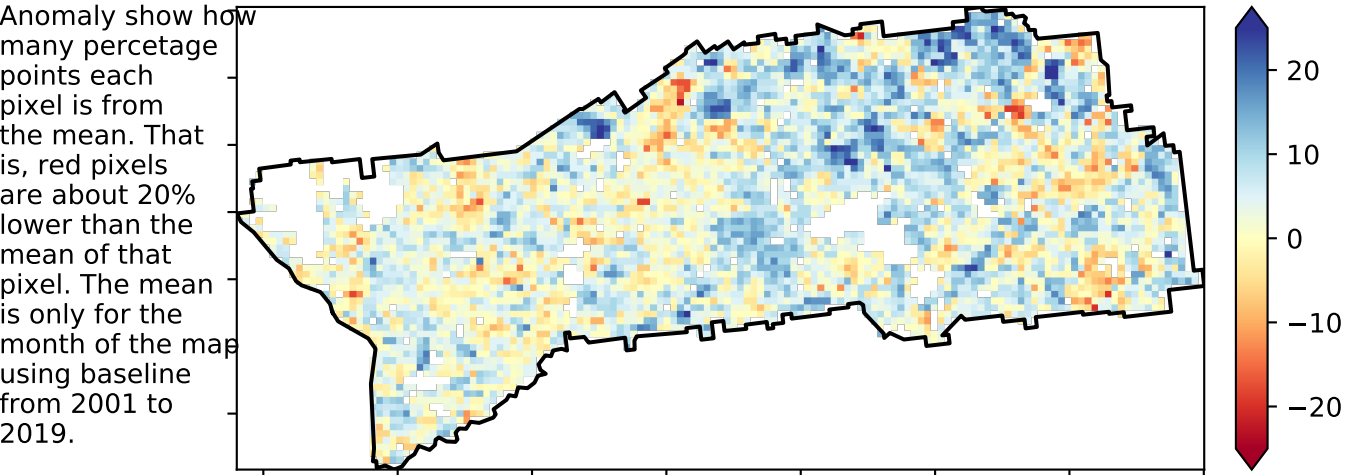 Anomaly show how
many percetage
points each
pixel is from
the mean. That
is, red pixels
are about 20%
lower than the
mean of that
pixel. The mean
is only for the
month of the map
using baseline
from 2001 to
2019.
20
10
0
−10
−20